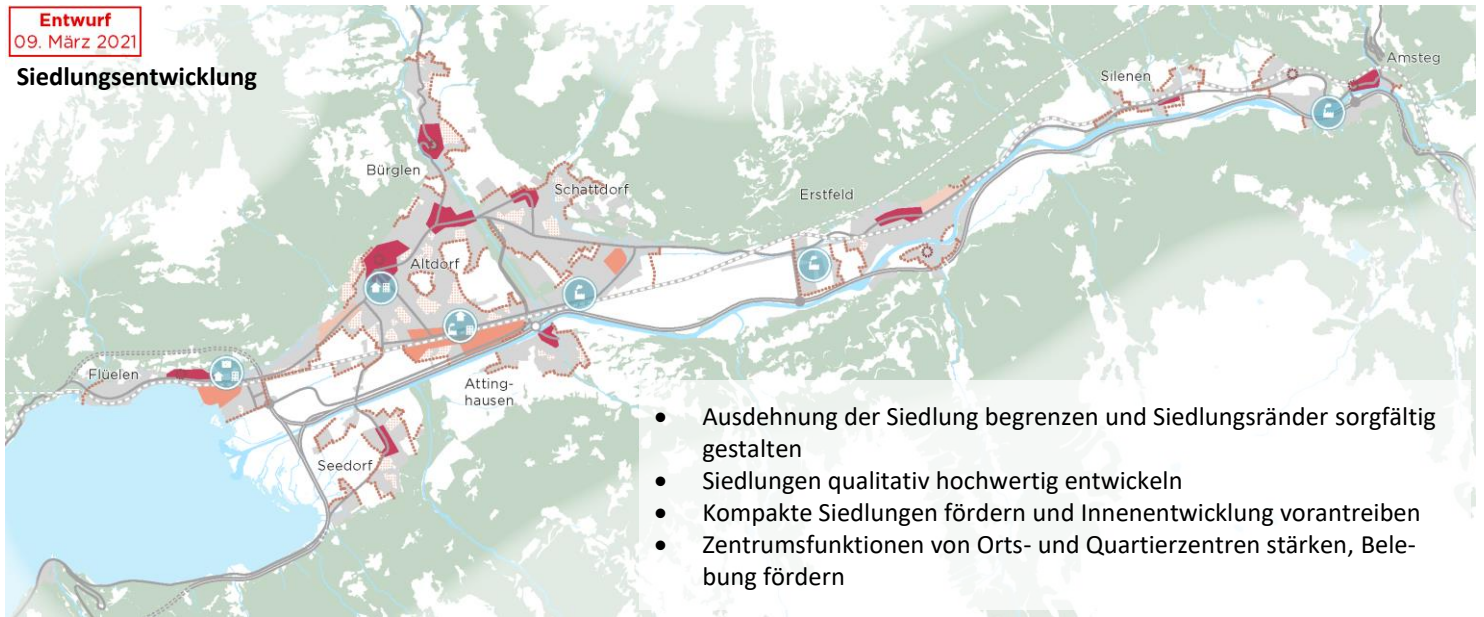 Entwurf
09. März 2021
Siedlungsentwicklung
Amsteg
Silenen
Bürglen
Schattdorf
Erstfeld
Altdorf
Flüelen
Atting-
hausen
Seedorf
• Ausdehnung der Siedlung begrenzen und Siedlungsränder sorgfältig
gestalten
• Siedlungen qualitativ hochwertig entwickeln
• Kompakte Siedlungen fördern und Innenentwicklung vorantreiben
• Zentrumsfunktionen von Orts- und Quartierzentren stärken, Bele-
bung fördern